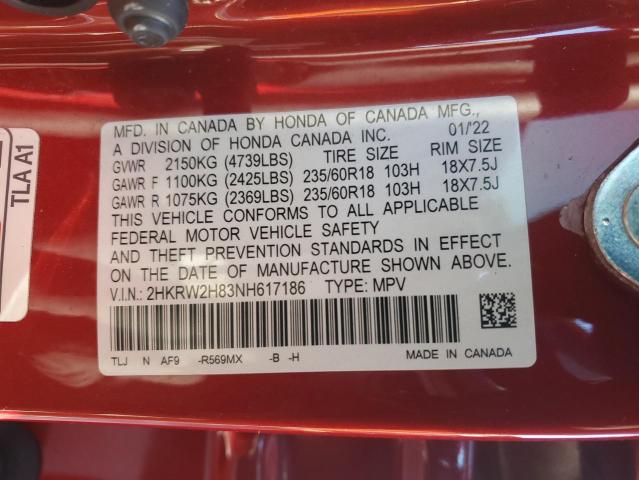 TLA A1
MFD. IN CANADA BY HONDA OF CANADA MFG.,
A DIVISION OF HONDA CANADA INC. 01/'22
GVWR 2150KG (4739LBS) TIRE SIZE RIM SIZE
GAWR F 1100KG (2425LBS) 235/60R18 103H 18X7.5J
GAWR R 1075KG (2369LBS) 235/60R18 103H 18X7.5J
THIS VEHICLE CONFORMS TO ALL APPLICABLE
FEDERAL MOTOR VEHICLE SAFETY
AND THEFT PREVENTION STANDARDS IN EFFECT
ON THE DATE OF MANUFACTURE SHOWN ABOVE.
V.I.N.: 2HKRW2H83NH617186 TYPE: MPV
TLJ N AF9 -R569MX -B -H MADE IN CANADA